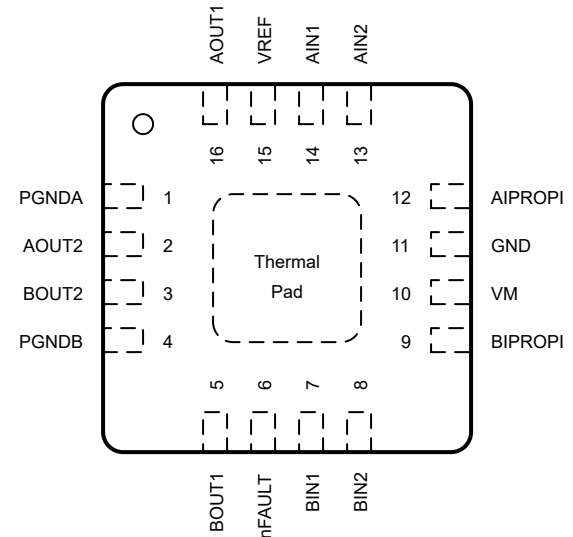 AOUT1
VREF
AIN1
AIN2
16
15
14
13
PGNDA 1
AOUT2 2
BOUT2 3
PGNDB 4
Thermal
Pad
12 AIPROPI
11 GND
10 VM
9 BIPROPI
5
6
7
8
BOUT1
nFAULT
BIN1
BIN2